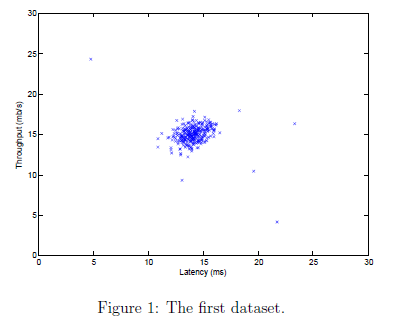 30
25
20
15
10
5
0
Throughput (mb/s)
0 5 10 15 20 25 30
Latency (ms)
Figure 1: The first dataset.